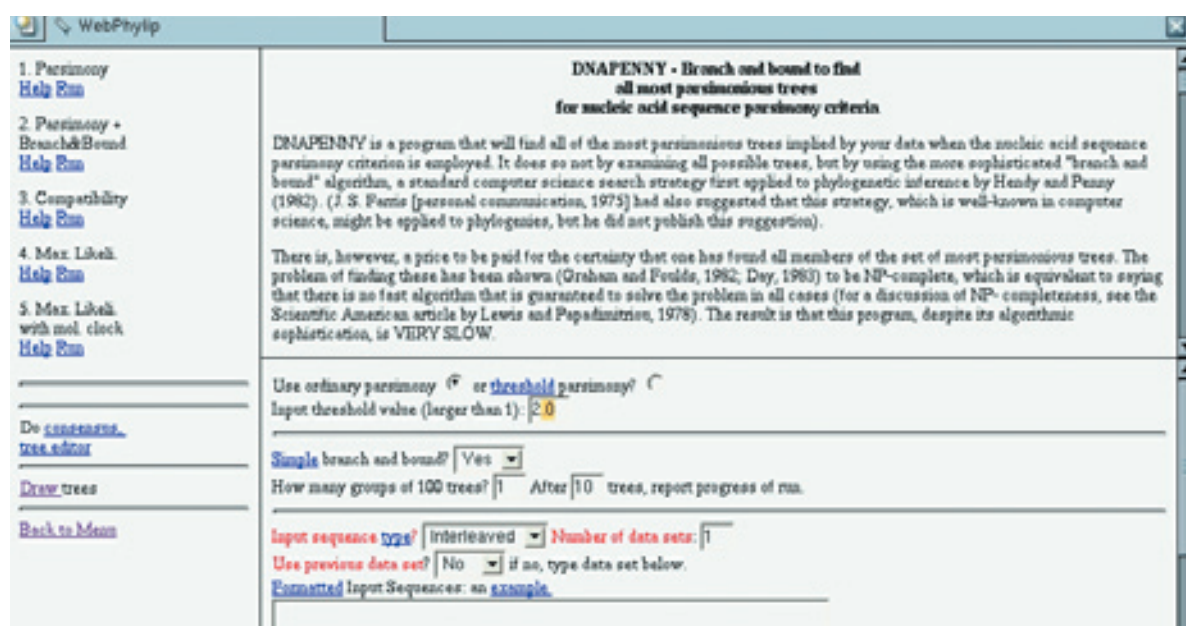 WebPhylip
1. Parsimony
Help Run
2. Parsimony +
Branch&Bound
Help Run
3. Compatibility
Help Run
4. Max. Likeli.
Help Run
5. Max. Likeli.
with mol. clock
Help Run
Do consensus,
tree editor
Draw trees
Back to Menu
DNAPENNY - Branch and bound to find
all most parsimonious trees
for nucleic acid sequence parsimony criteria
DNAPENNY is a program that will find all of the most parsimonious trees implied by your data when the nucleic acid sequence
parsimony criterion is employed. It does so not by examining all possible trees, but by using the more sophisticated "branch and
bound" algorithm, a standard computer science search strategy first applied to phylogenetic inference by Hendy and Penny
(1982). (J. S. Farris [personal communication, 1975] had also suggested that this strategy, which is well-known in computer
science, might be applied to phylogenies, but he did not publish this suggestion).
There is, however, a price to be paid for the certainty that one has found all members of the set of most parsimonious trees. The
problem of finding these has been shown (Graham and Foulds, 1982; Day, 1983) to be NP-complete, which is equivalent to saying
that there is no fast algorithm that is guaranteed to solve the problem in all cases (for a discussion of NP- completeness, see the
Scientific American article by Lewis and Papadimitriou, 1978). The result is that this program, despite its algorithmic
sophistication, is VERY SLOW.
Use ordinary parsimony or threshold parsimony?
Input threshold value (larger than 1): 2.0
Simple branch and bound? Yes
How many groups of 100 trees? 1 After 10 trees, report progress of run.
Input sequence type? Interleaved Number of data sets: 1
Use previous data set? No if no, type data set below.
Formatted Input Sequences: an example.